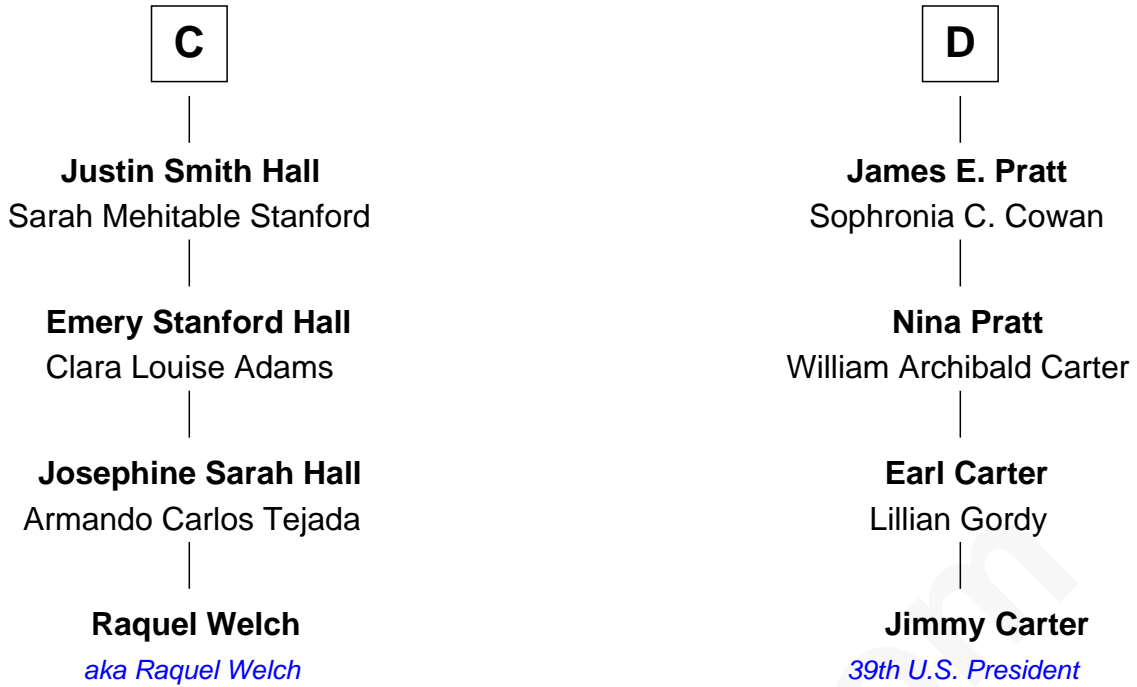 C
Justin Smith Hall
Sarah Mehitable Stanford
Emery Stanford Hall
Clara Louise Adams
Josephine Sarah Hall
Armando Carlos Tejada
Raquel Welch
aka Raquel Welch
D
James E. Pratt
Sophronia C. Cowan
Nina Pratt
William Archibald Carter
Earl Carter
Lillian Gordy
Jimmy Carter
39th U.S. President